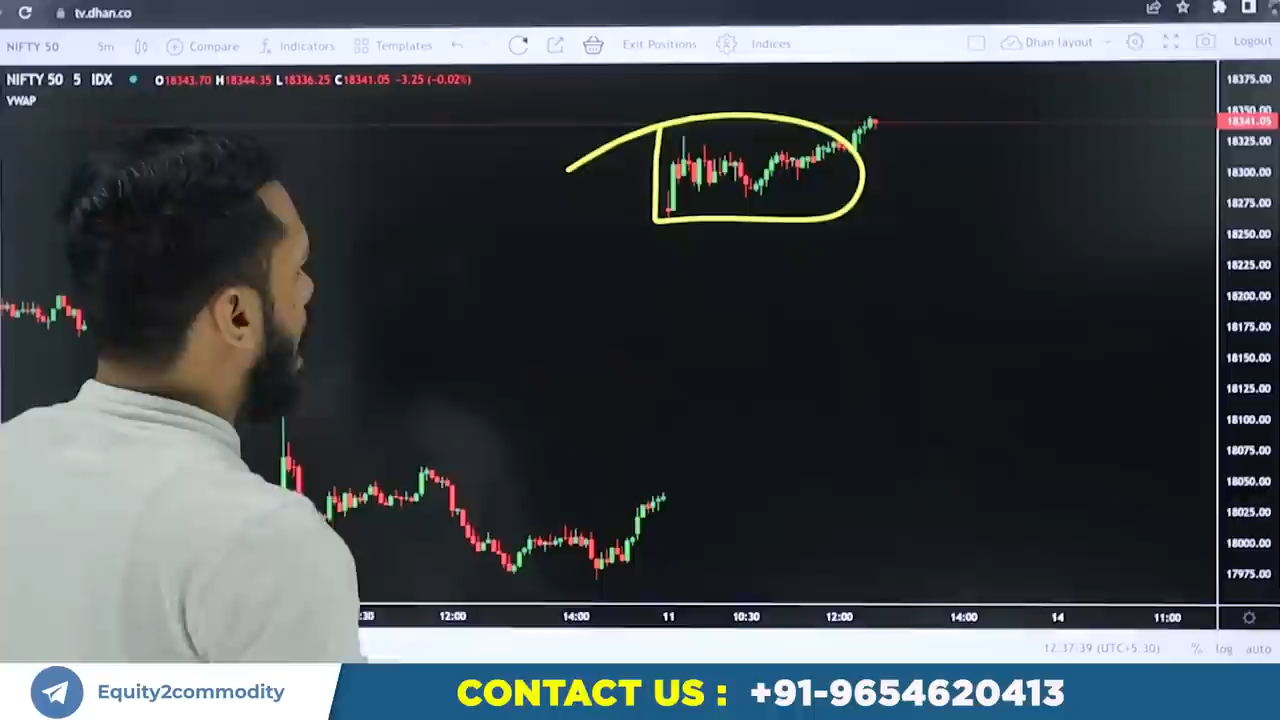 tv.dhan.co
NIFTY 50 5m Compare Indicators Templates Exit Positions Indices Dhan layout Logout
NIFTY 50 5 IDX O18343.70 H18344.35 L18336.25 C18341.05 -3.25 (-0.02%)
VWAP
18375.00
18350.00
18341.05
18325.00
18300.00
18275.00
18250.00
18225.00
18200.00
18175.00
18150.00
18125.00
18100.00
18075.00
18050.00
18025.00
18000.00
17975.00
:30 12:00 14:00 11 10:30 12:00 14:00 14 11:00
12:37:39 (UTC+5:30) % log auto
Equity2commodity
CONTACT US : +91-9654620413